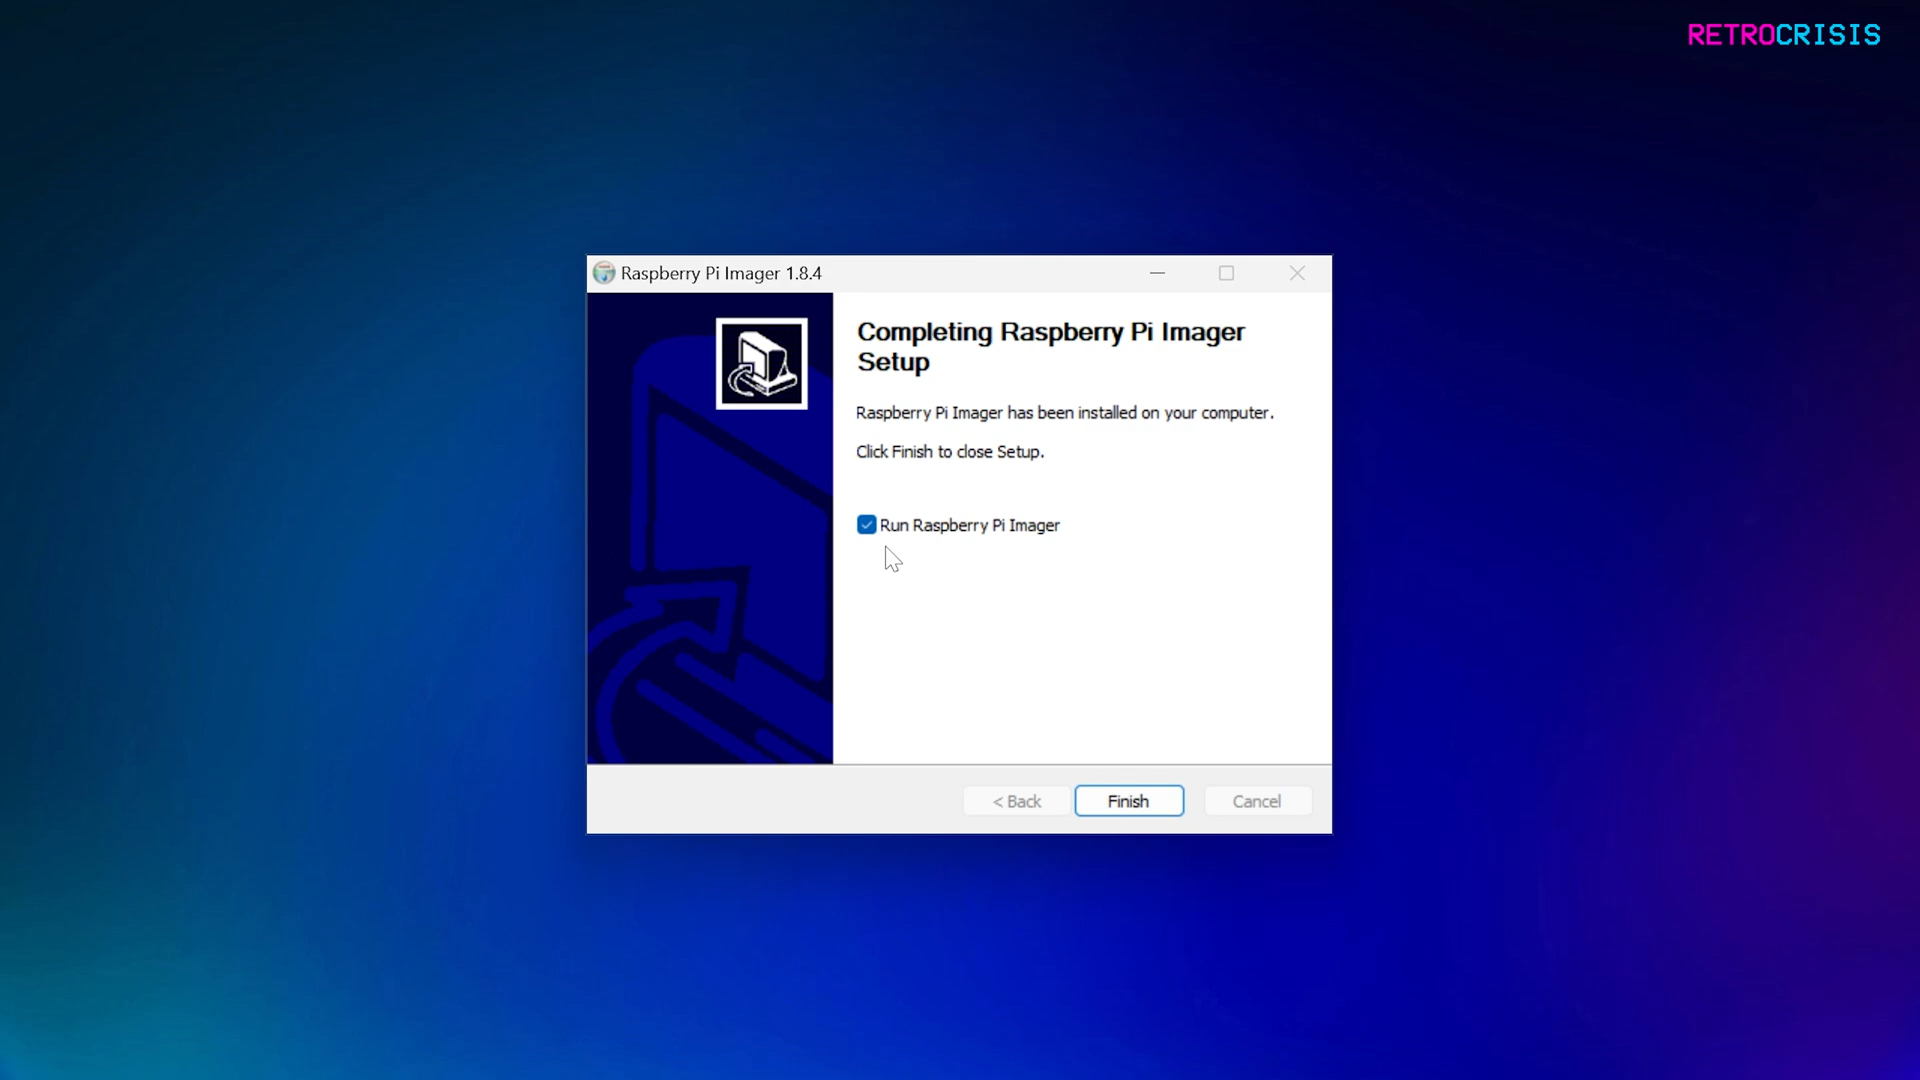 RETROCRISIS
Raspberry Pi Imager 1.8.4
Completing Raspberry Pi Imager
Setup
Raspberry Pi Imager has been installed on your computer.
Click Finish to close Setup.
Run Raspberry Pi Imager
< Back
Finish
Cancel